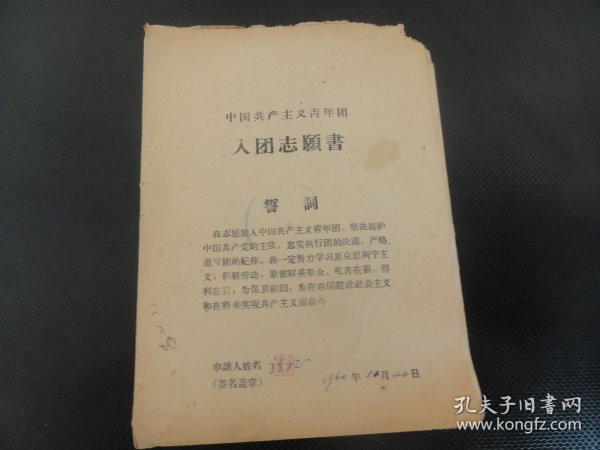 中国共产主义青年团
入团志願書
誓詞
我志愿加入中国共产主义青年团，坚决拥护
中国共产党的主张，忠实执行团的决議，严格
遵守团的紀律。我一定努力学习馬克思列宁主
义，积极劳动，紧密联系羣众，吃苦在前，得
利在后，为保卫祖国，为在我国建成社会主义
和在將来实現共产主义而奋斗
申請人姓名
(签名盖章)
1960年12月20日
孔夫子旧書网
www.kongfz.com